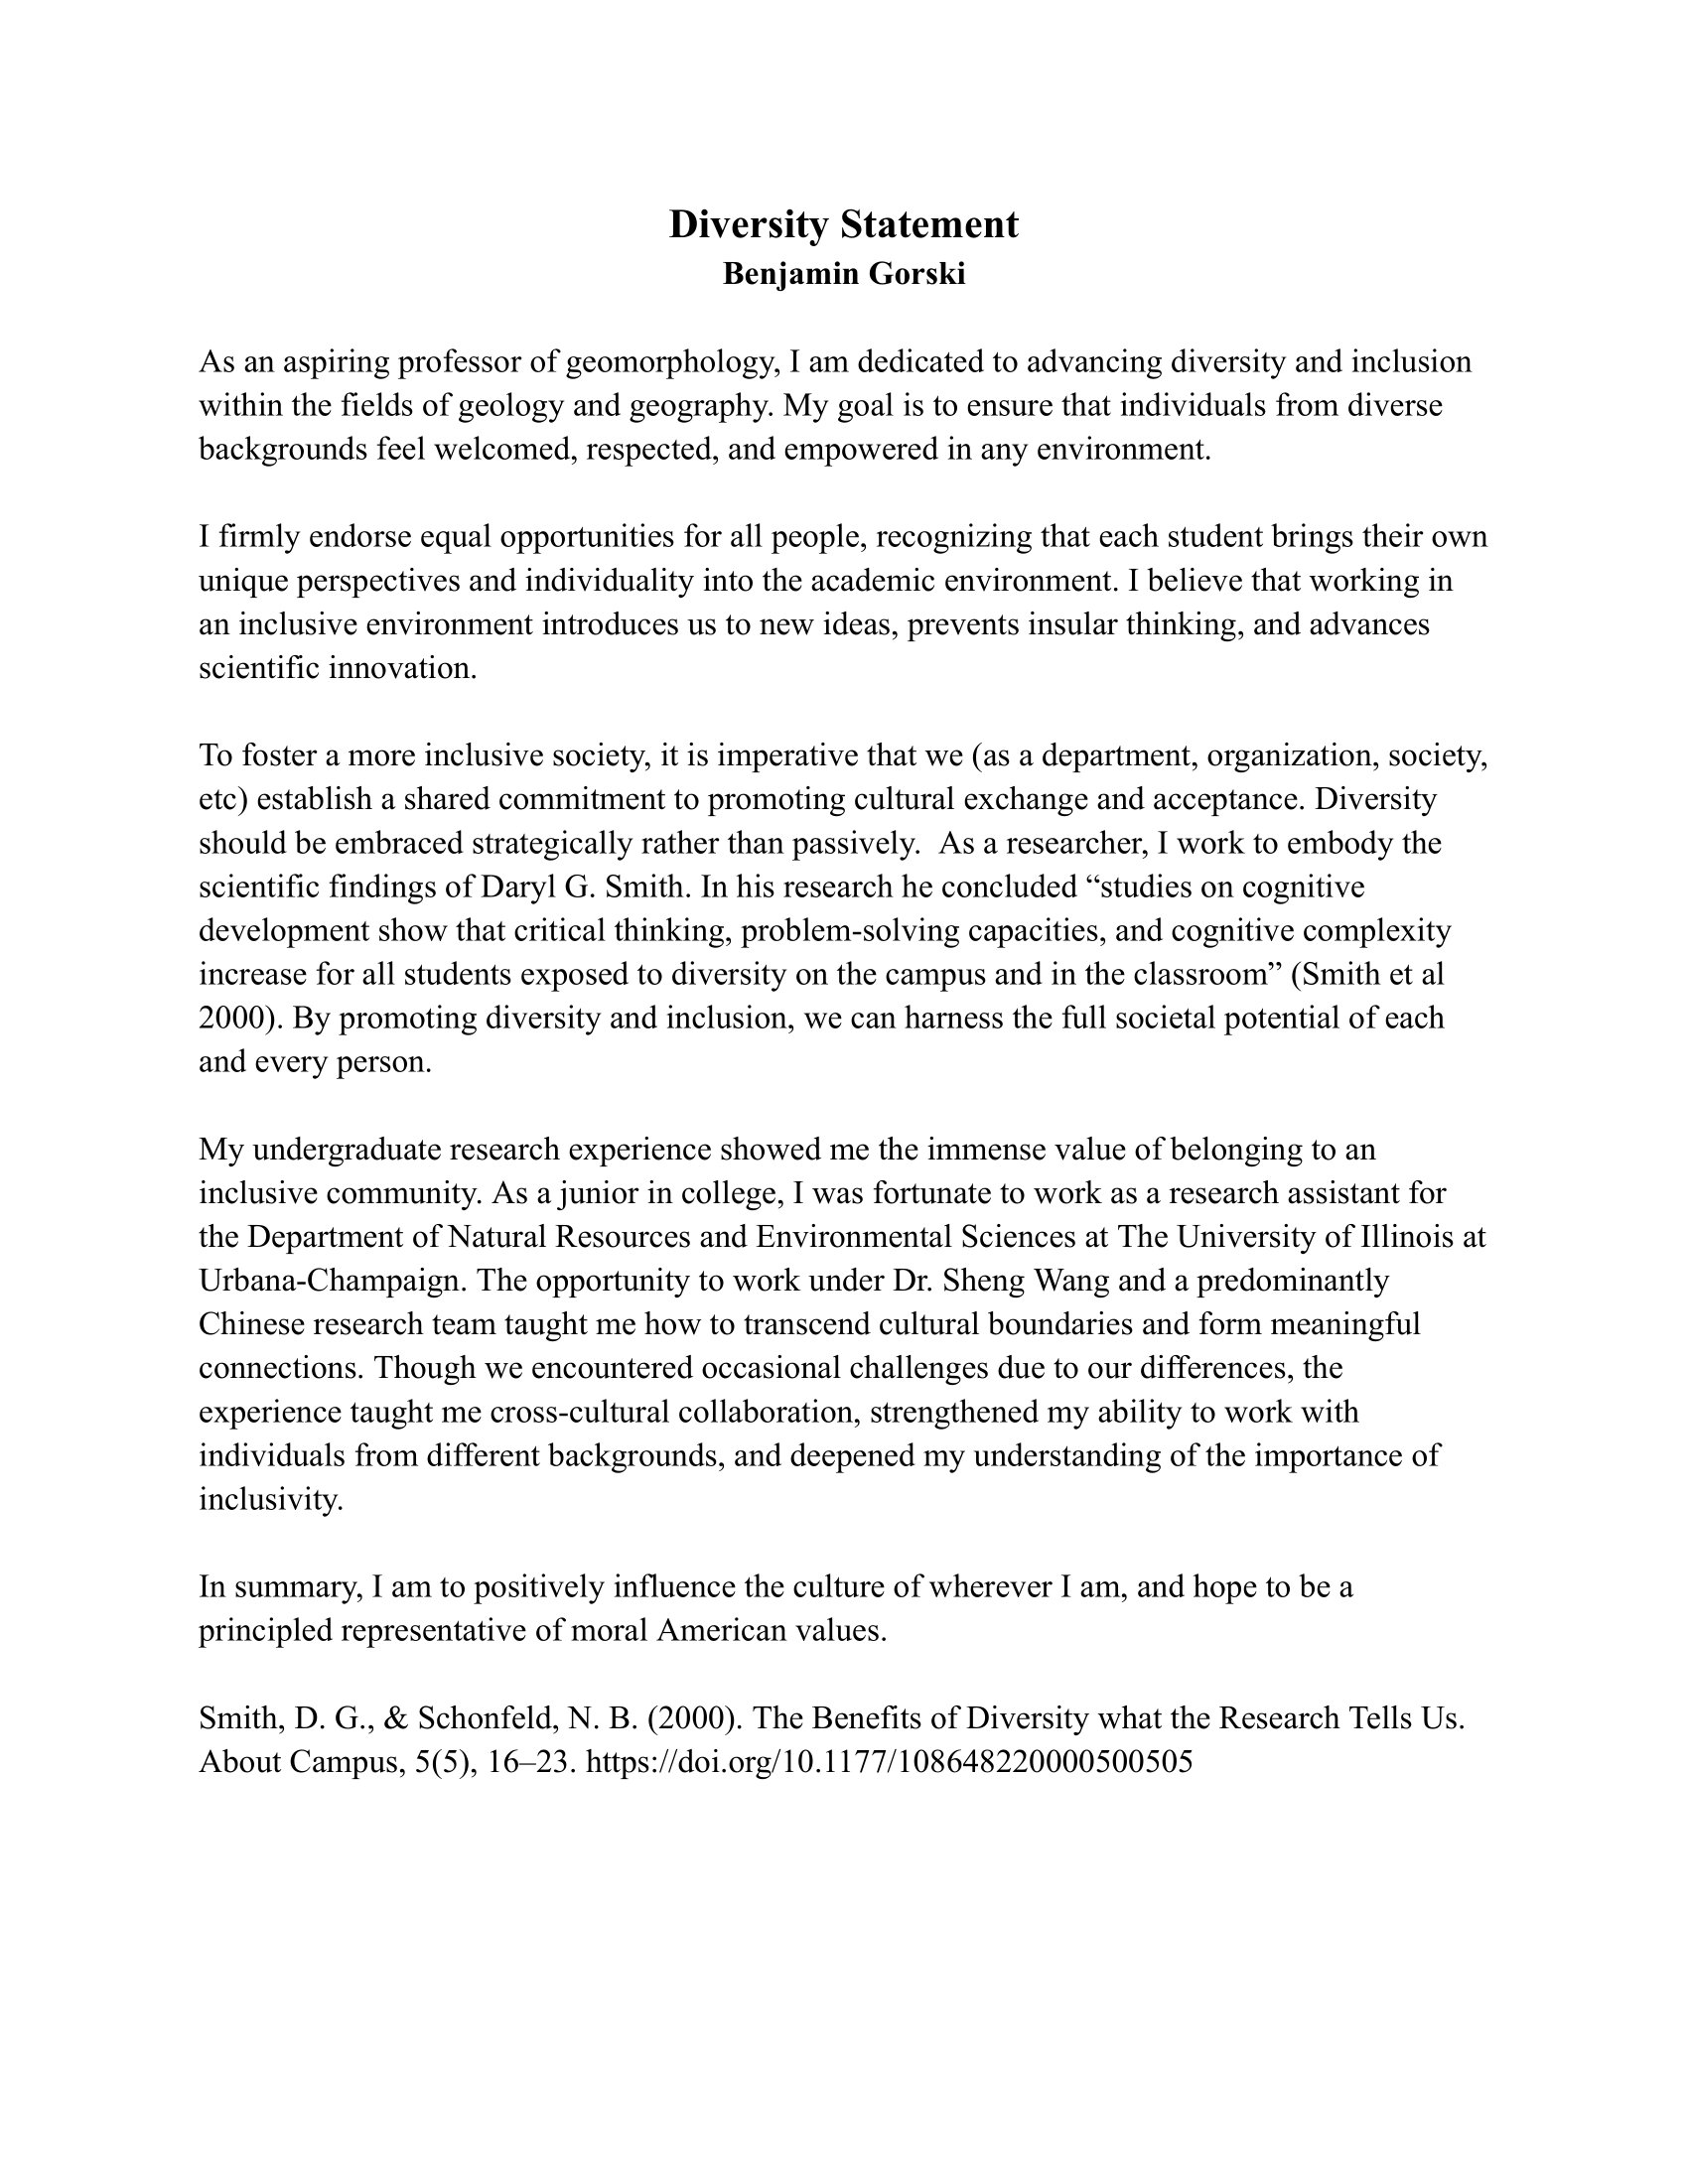 Diversity Statement
Benjamin Gorski
As an aspiring professor of geomorphology, I am dedicated to advancing diversity and inclusion
within the fields of geology and geography. My goal is to ensure that individuals from diverse
backgrounds feel welcomed, respected, and empowered in any environment.
I firmly endorse equal opportunities for all people, recognizing that each student brings their own
unique perspectives and individuality into the academic environment. I believe that working in
an inclusive environment introduces us to new ideas, prevents insular thinking, and advances
scientific innovation.
To foster a more inclusive society, it is imperative that we (as a department, organization, society,
etc) establish a shared commitment to promoting cultural exchange and acceptance. Diversity
should be embraced strategically rather than passively.  As a researcher, I work to embody the
scientific findings of Daryl G. Smith. In his research he concluded “studies on cognitive
development show that critical thinking, problem-solving capacities, and cognitive complexity
increase for all students exposed to diversity on the campus and in the classroom” (Smith et al
2000). By promoting diversity and inclusion, we can harness the full societal potential of each
and every person.
My undergraduate research experience showed me the immense value of belonging to an
inclusive community. As a junior in college, I was fortunate to work as a research assistant for
the Department of Natural Resources and Environmental Sciences at The University of Illinois at
Urbana-Champaign. The opportunity to work under Dr. Sheng Wang and a predominantly
Chinese research team taught me how to transcend cultural boundaries and form meaningful
connections. Though we encountered occasional challenges due to our differences, the
experience taught me cross-cultural collaboration, strengthened my ability to work with
individuals from different backgrounds, and deepened my understanding of the importance of
inclusivity.
In summary, I am to positively influence the culture of wherever I am, and hope to be a
principled representative of moral American values.
Smith, D. G., & Schonfeld, N. B. (2000). The Benefits of Diversity what the Research Tells Us.
About Campus, 5(5), 16–23. https://doi.org/10.1177/108648220000500505